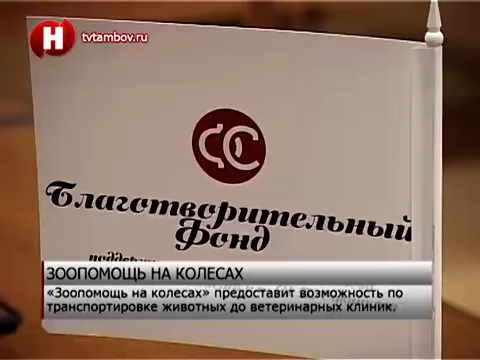 Н tvtambov.ru
Благотворительный
Фонд
ЗООПОМОЩЬ НА КОЛЕСАХ
«Зоопомощь на колесах» предоставит возможность по
транспортировке животных до ветеринарных клиник.